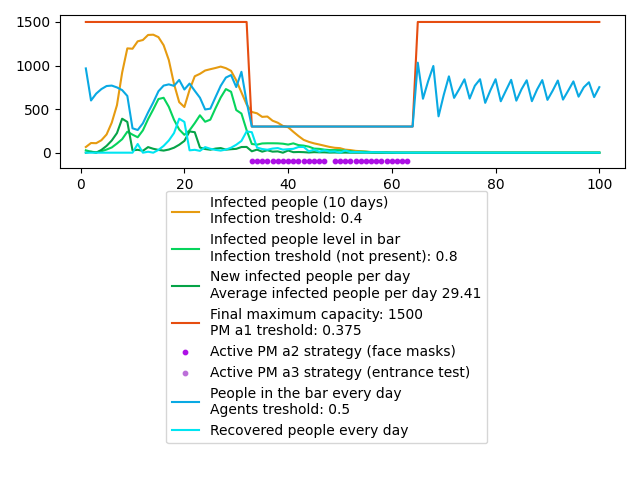 1500
1000
500
0
0 20 40 60 80 100
Infected people (10 days)
Infection treshold: 0.4
Infected people level in bar
Infection treshold (not present): 0.8
New infected people per day
Average infected people per day 29.41
Final maximum capacity: 1500
PM a1 treshold: 0.375
Active PM a2 strategy (face masks)
Active PM a3 strategy (entrance test)
People in the bar every day
Agents treshold: 0.5
Recovered people every day